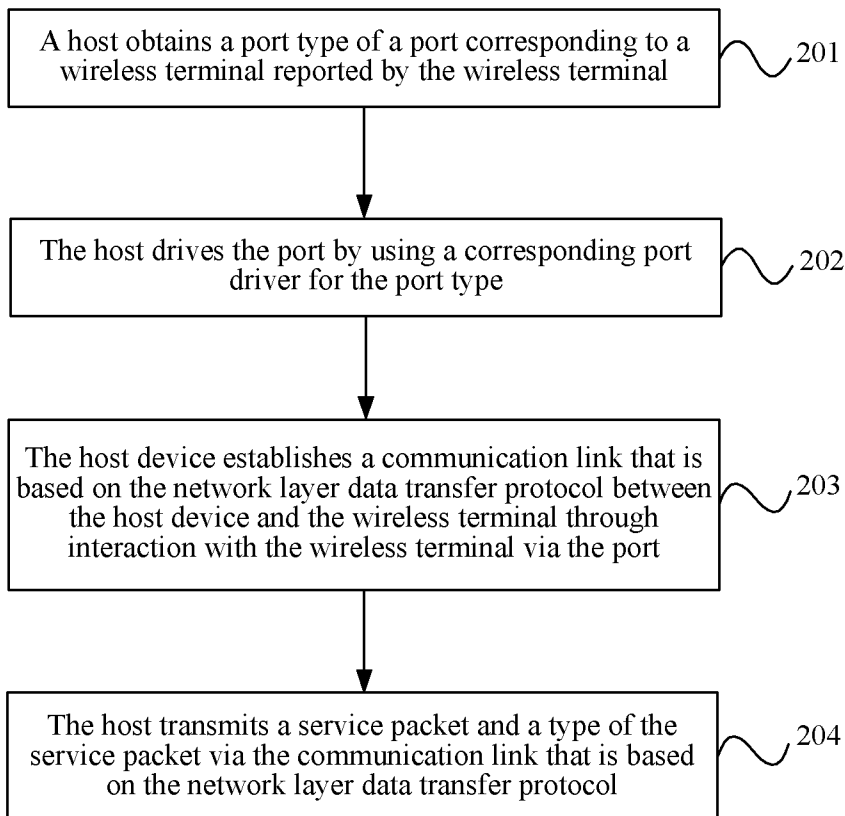 A host obtains a port type of a port corresponding to a
wireless terminal reported by the wireless terminal
201
The host drives the port by using a corresponding port
driver for the port type
202
The host device establishes a communication link that is
based on the network layer data transfer protocol between
the host device and the wireless terminal through
interaction with the wireless terminal via the port
203
The host transmits a service packet and a type of the
service packet via the communication link that is based
on the network layer data transfer protocol
204